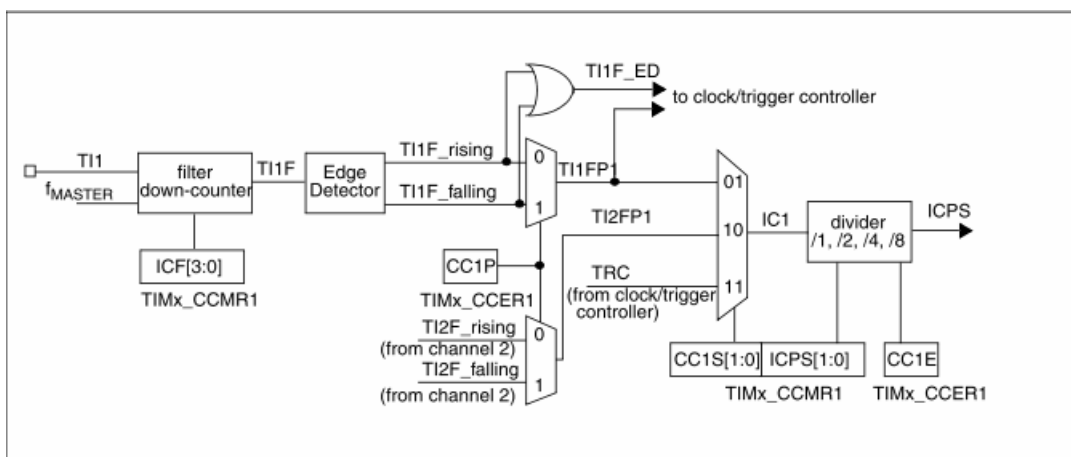 TI1F_ED
to clock/trigger controller
TI1
fMASTER
filter
down-counter
TI1F
Edge
Detector
TI1F_rising
TI1F_falling
0
1
TI1FP1
ICF[3:0]
TIMx_CCMR1
CC1P
TIMx_CCER1
TI2F_rising
(from channel 2)
TI2F_falling
(from channel 2)
0
1
TI2FP1
TRC
(from clock/trigger
controller)
01
10
11
IC1
divider
/1, /2, /4, /8
ICPS
CC1S[1:0]
ICPS[1:0]
TIMx_CCMR1
CC1E
TIMx_CCER1